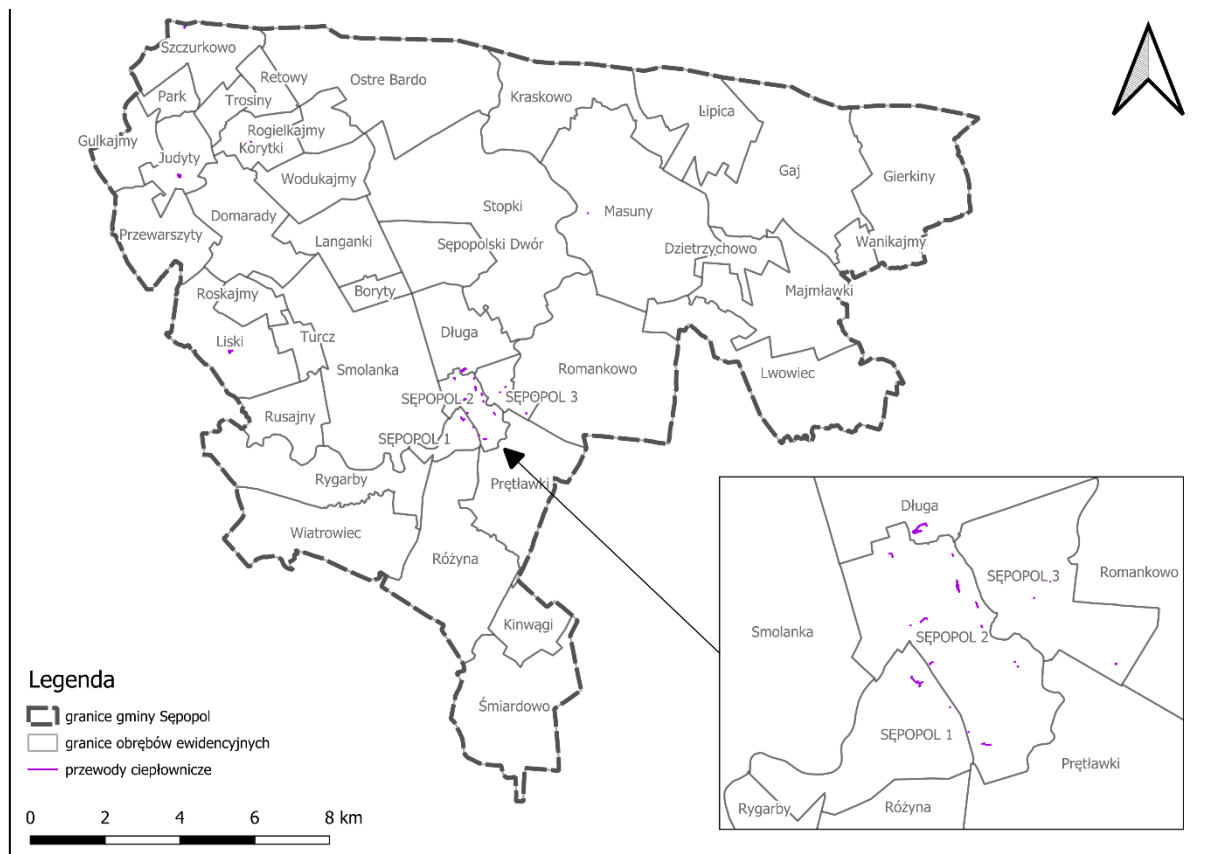 Szczurkowo
Retowy
Ostre Bardo
Park
Trosiny
Kraskowo
Lipica
Gulkajmy
Rogielkajmy
Korytki
Judyty
Wodukajmy
Gaj
Gierkiny
Stopki
Masuny
Przewarszyty
Domarady
Langanki
Sępopolski Dwór
Dzietrzychowo
Wanikajmy
Roskajmy
Boryty
Majmławki
Liski
Turcz
Długa
Smolanka
Romankowo
Lwowiec
SĘPOPOL 2
SĘPOPOL 3
Rusajny
SĘPOPOL 1
Rygarby
Prętławki
Wiatrowiec
Różyna
Kinwągi
Śmiardowo
Długa
SĘPOPOL 3
Romankowo
Smolanka
SĘPOPOL 2
SĘPOPOL 1
Prętławki
Rygarby
Różyna
Legenda
granice gminy Sępopol
granice obrębów ewidencyjnych
przewody ciepłownicze
0 2 4 6 8 km